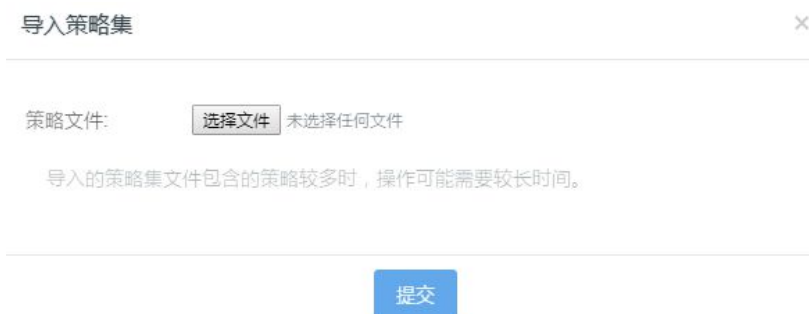 导入策略集 ×
策略文件: 选择文件 未选择任何文件
导入的策略集文件包含的策略较多时，操作可能需要较长时间。
提交